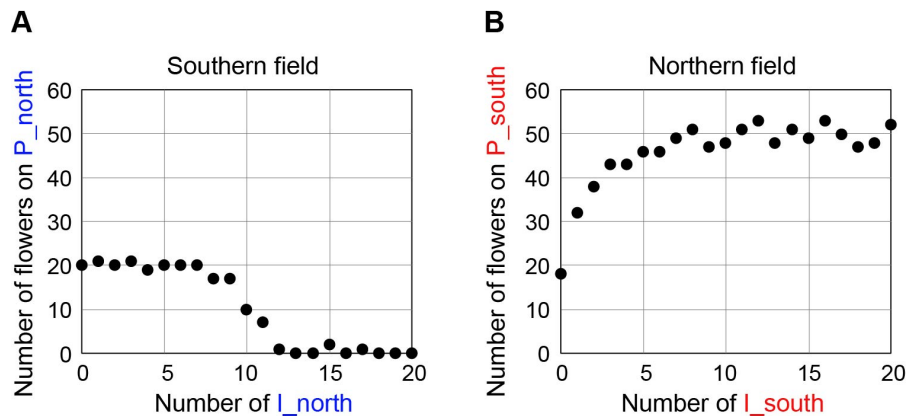 A
Southern field
Number of flowers on P_north
60
50
40
30
20
10
0
0 5 10 15 20
Number of I_north
B
Northern field
Number of flowers on P_south
60
50
40
30
20
10
0
0 5 10 15 20
Number of I_south